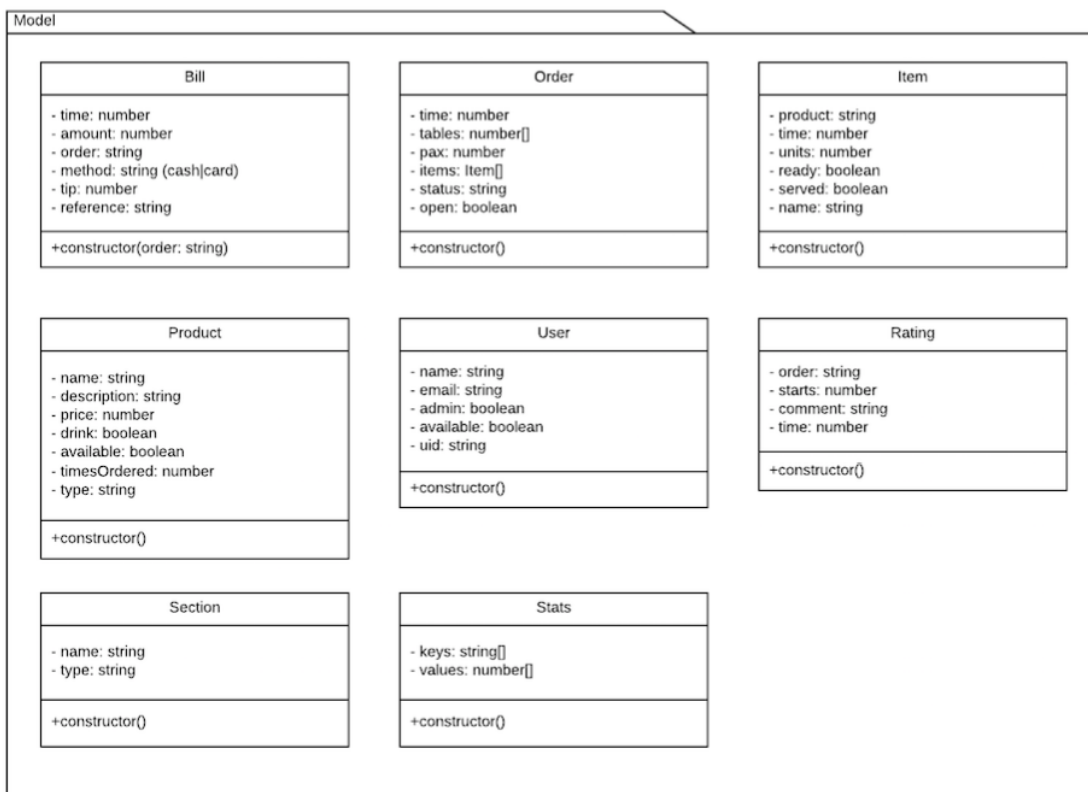 Model
Bill
- time: number
- amount: number
- order: string
- method: string (cash|card)
- tip: number
- reference: string
+constructor(order: string)
Order
- time: number
- tables: number[]
- pax: number
- items: Item[]
- status: string
- open: boolean
+constructor()
Item
- product: string
- time: number
- units: number
- ready: boolean
- served: boolean
- name: string
+constructor()
Product
- name: string
- description: string
- price: number
- drink: boolean
- available: boolean
- timesOrdered: number
- type: string
+constructor()
User
- name: string
- email: string
- admin: boolean
- available: boolean
- uid: string
+constructor()
Rating
- order: string
- starts: number
- comment: string
- time: number
+constructor()
Section
- name: string
- type: string
+constructor()
Stats
- keys: string[]
- values: number[]
+constructor()